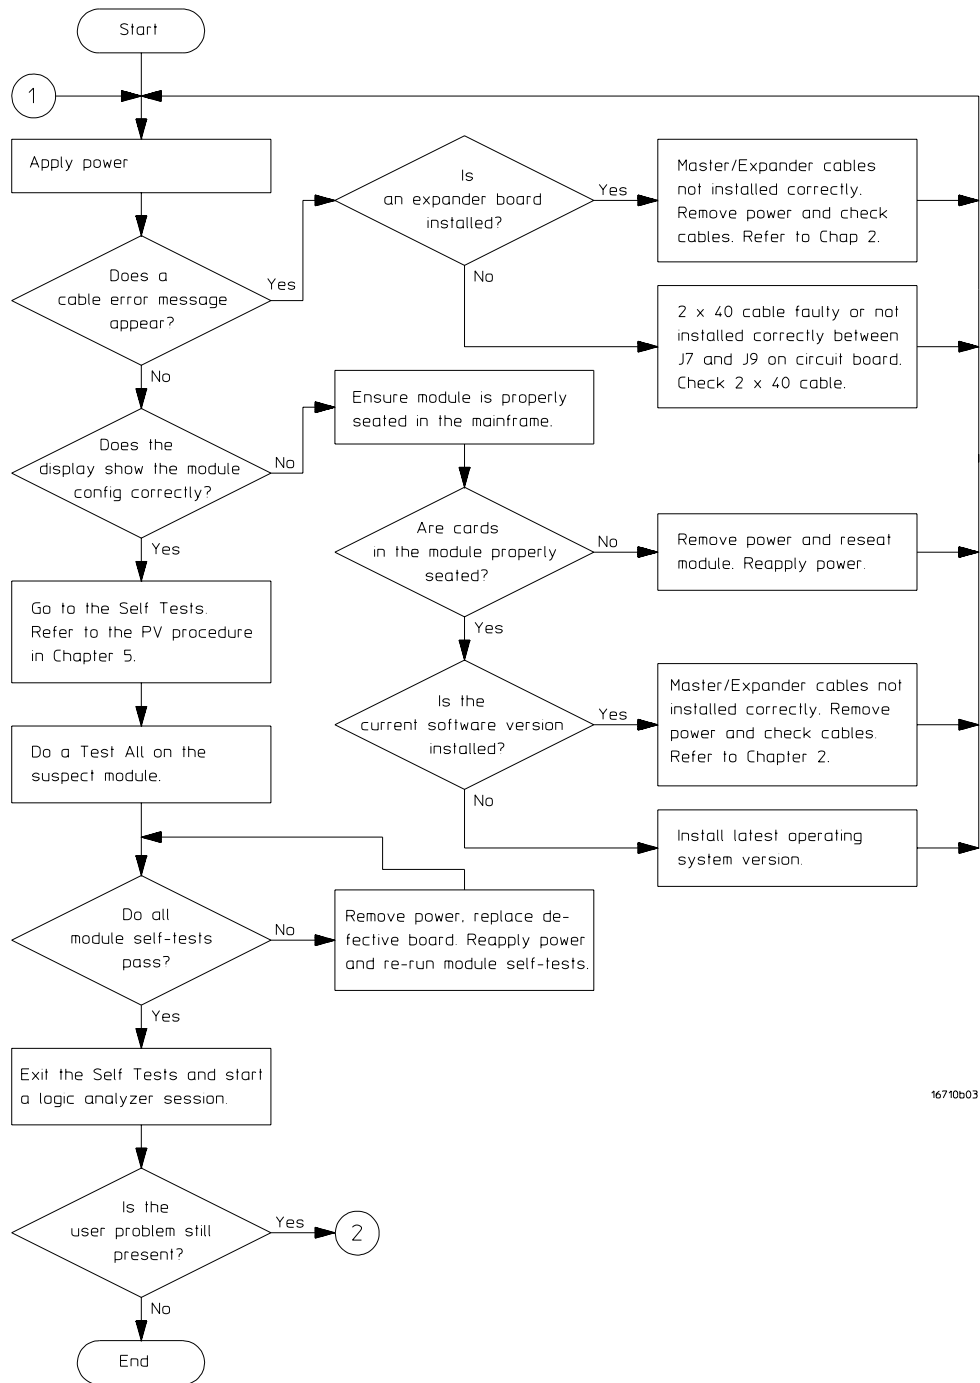 Start
1
Apply power
Does a
cable error message
appear?
Yes
No
Is
an expander board
installed?
Yes
No
Master/Expander cables
not installed correctly.
Remove power and check
cables. Refer to Chap 2.
2 x 40 cable faulty or not
installed correctly between
J7 and J9 on circuit board.
Check 2 x 40 cable.
Does the
display show the module
config correctly?
No
Yes
Ensure module is properly
seated in the mainframe.
Are cards
in the module properly
seated?
No
Yes
Remove power and reseat
module. Reapply power.
Is the
current software version
installed?
Yes
No
Master/Expander cables not
installed correctly. Remove
power and check cables.
Refer to Chapter 2.
Install latest operating
system version.
Go to the Self Tests.
Refer to the PV procedure
in Chapter 5.
Do a Test All on the
suspect module.
Do all
module self-tests
pass?
No
Yes
Remove power, replace de-
fective board. Reapply power
and re-run module self-tests.
Exit the Self Tests and start
a logic analyzer session.
16710b03
Is the
user problem still
present?
Yes
2
No
End